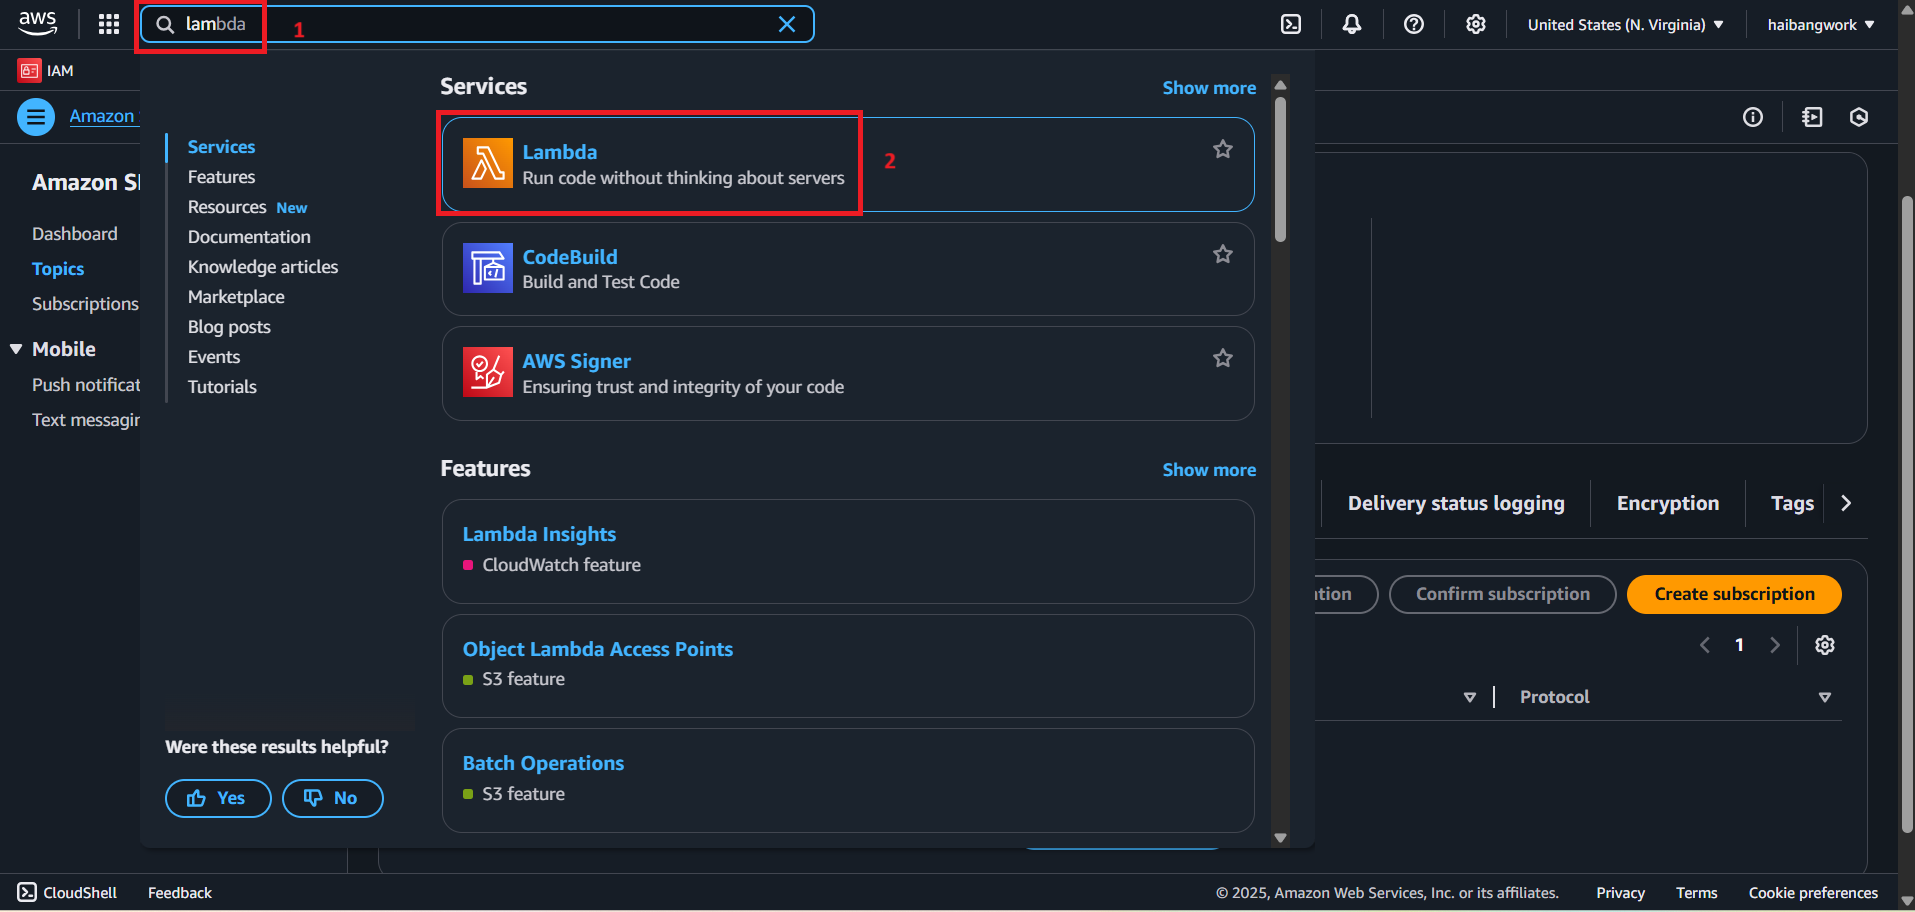 aws
lambda
1
United States (N. Virginia)
haibangwork
IAM
Amazon
Amazon S
Dashboard
Topics
Subscriptions
Mobile
Push notificat
Text messagin
Services
Features
Resources New
Documentation
Knowledge articles
Marketplace
Blog posts
Events
Tutorials
Were these results helpful?
Yes
No
Services
Show more
Lambda
Run code without thinking about servers
2
CodeBuild
Build and Test Code
AWS Signer
Ensuring trust and integrity of your code
Features
Show more
Lambda Insights
CloudWatch feature
Object Lambda Access Points
S3 feature
Batch Operations
S3 feature
Delivery status logging
Encryption
Tags
tion
Confirm subscription
Create subscription
1
Protocol
CloudShell
Feedback
© 2025, Amazon Web Services, Inc. or its affiliates.
Privacy
Terms
Cookie preferences